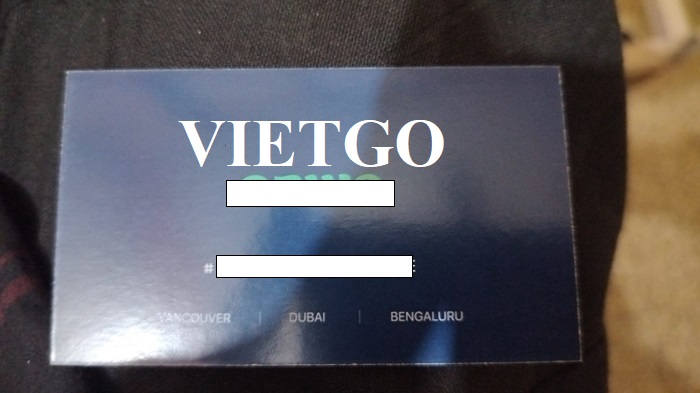 VIETGO
#
VANCOUVER | DUBAI | BENGALURU